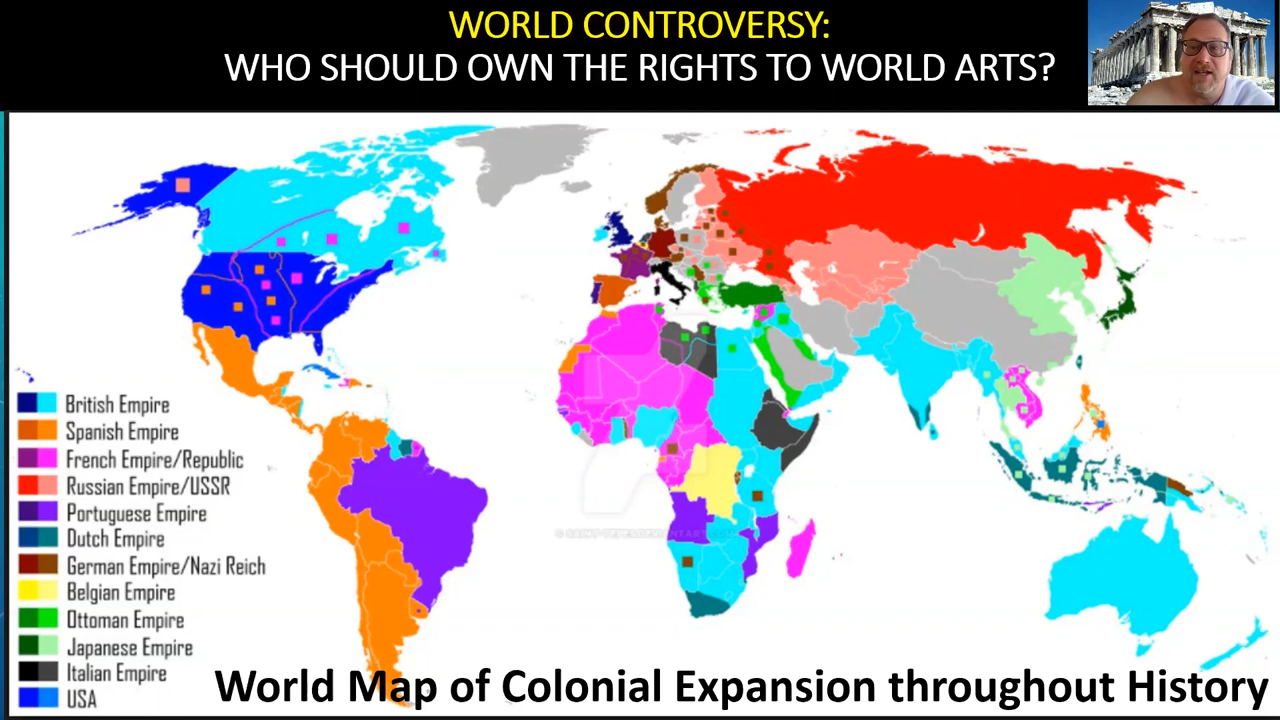 WORLD CONTROVERSY:
WHO SHOULD OWN THE RIGHTS TO WORLD ARTS?
British Empire
Spanish Empire
French Empire/Republic
Russian Empire/USSR
Portuguese Empire
Dutch Empire
German Empire/Nazi Reich
Belgian Empire
Ottoman Empire
Japanese Empire
Italian Empire
USA
World Map of Colonial Expansion throughout History